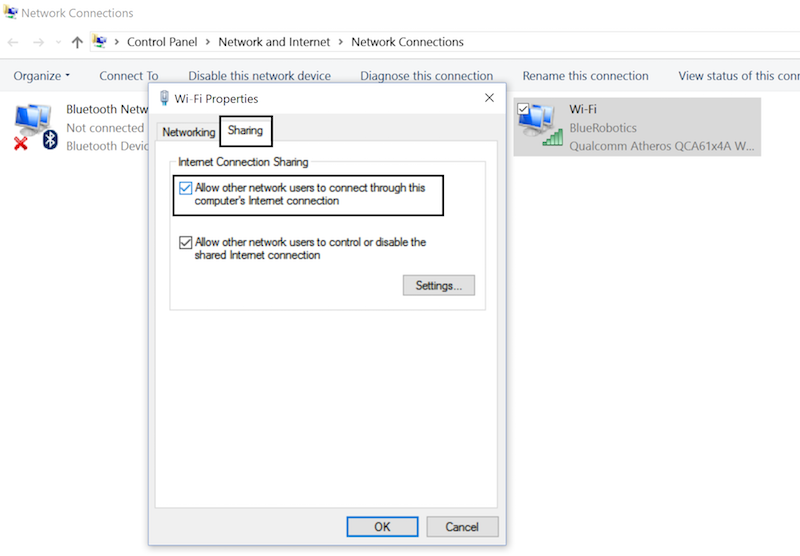 Network Connections
Control Panel > Network and Internet > Network Connections
Organize Connect To Disable this network device Diagnose this connection Rename this connection View status of this conn
Bluetooth Netw
Not connected
Bluetooth Devic
Wi-Fi Properties
Networking Sharing
Internet Connection Sharing
Allow other network users to connect through this
computer's Internet connection
Allow other network users to control or disable the
shared Internet connection
Settings...
OK Cancel
Wi-Fi
BlueRobotics
Qualcomm Atheros QCA61x4A W...